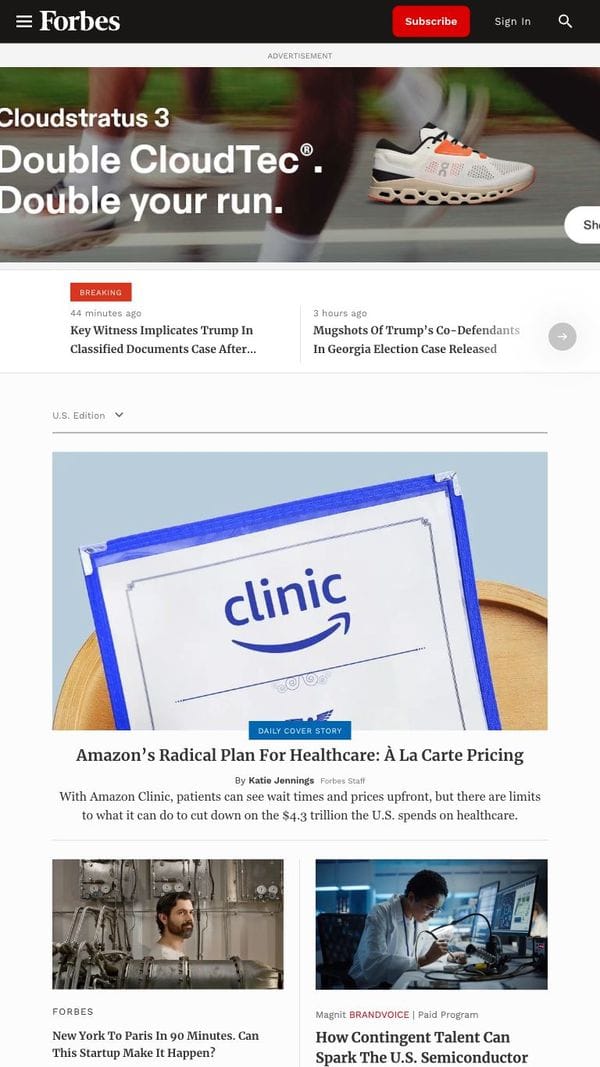 Forbes
Subscribe
Sign In
ADVERTISEMENT
Cloudstratus 3
Double CloudTec®.
Double your run.
BREAKING
44 minutes ago
Key Witness Implicates Trump In
Classified Documents Case After...
3 hours ago
Mugshots Of Trump's Co-Defendants
In Georgia Election Case Released
U.S. Edition
clinic
DAILY COVER STORY
Amazon's Radical Plan For Healthcare: À La Carte Pricing
By Katie Jennings Forbes Staff
With Amazon Clinic, patients can see wait times and prices upfront, but there are limits
to what it can do to cut down on the $4.3 trillion the U.S. spends on healthcare.
FORBES
New York To Paris In 90 Minutes. Can
This Startup Make It Happen?
Magnit BRANDVOICE | Paid Program
How Contingent Talent Can
Spark The U.S. Semiconductor